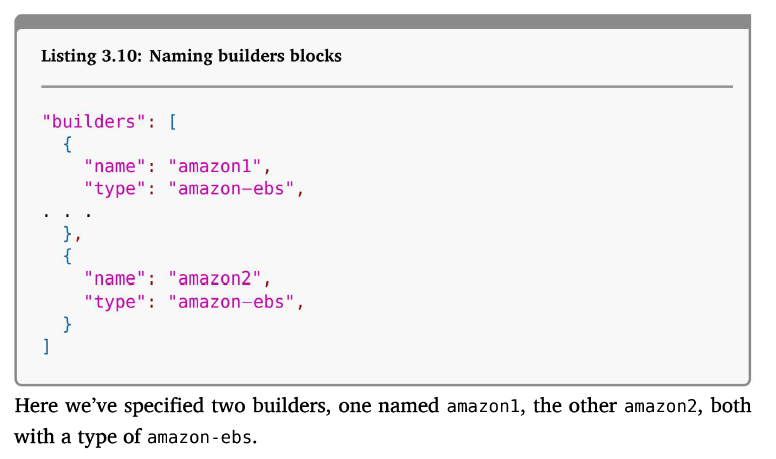 Listing 3.10: Naming builders blocks
"builders": [
  {
    "name": "amazon1",
    "type": "amazon-ebs",
. . .
  },
  {
    "name": "amazon2",
    "type": "amazon-ebs",
  }
]
Here we've specified two builders, one named amazon1, the other amazon2, both
with a type of amazon-ebs.